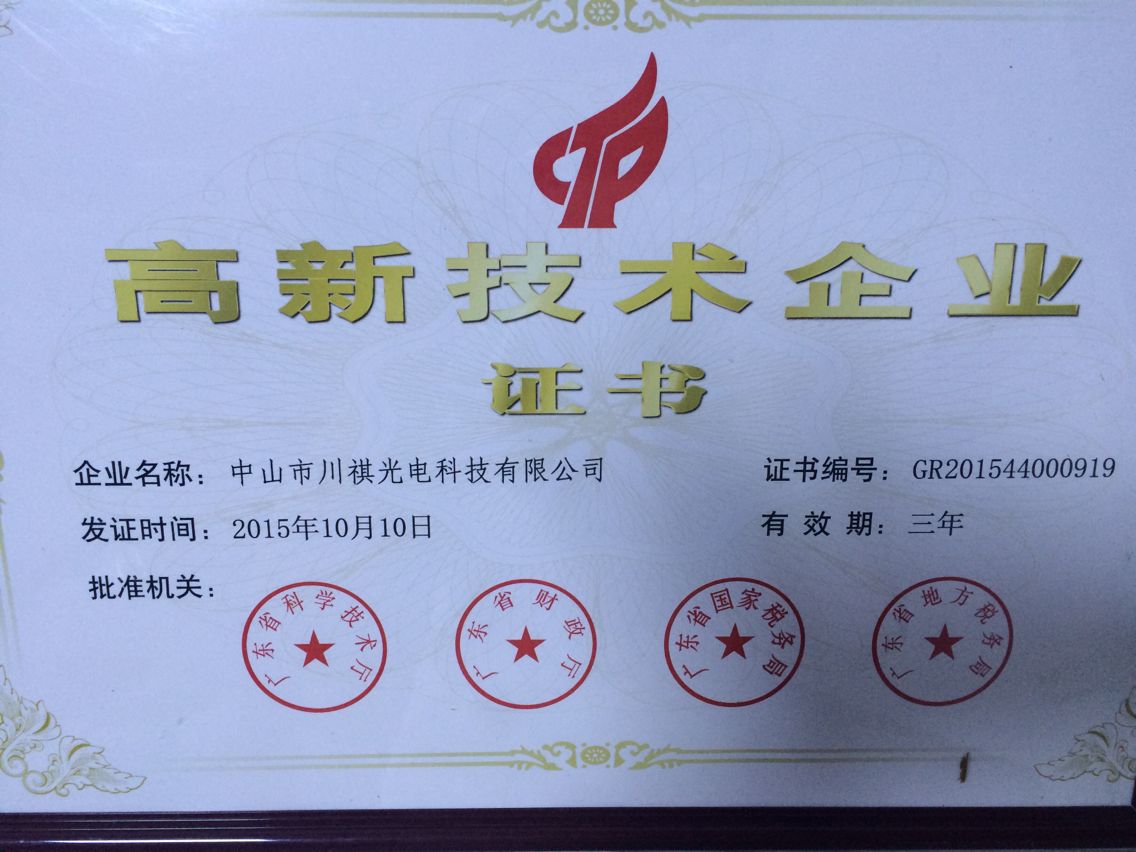 CTP
高新技术企业
证书
企业名称：中山市川祺光电科技有限公司
证书编号：GR201544000919
发证时间：2015年10月10日
有效期：三年
批准机关：
广东省科学技术厅
广东省财政厅
广东省国家税务局
广东省地方税务局